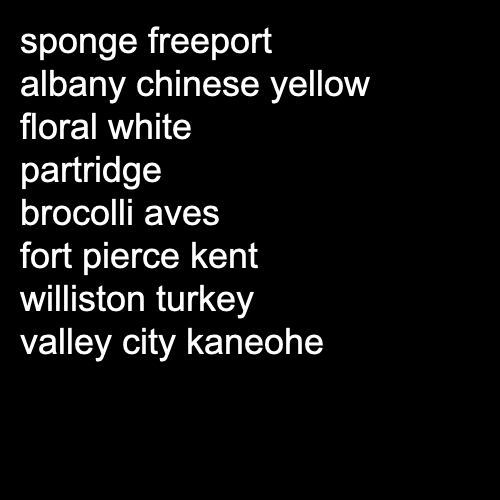 sponge freeport
albany chinese yellow
floral white
partridge
brocolli aves
fort pierce kent
williston turkey
valley city kaneohe